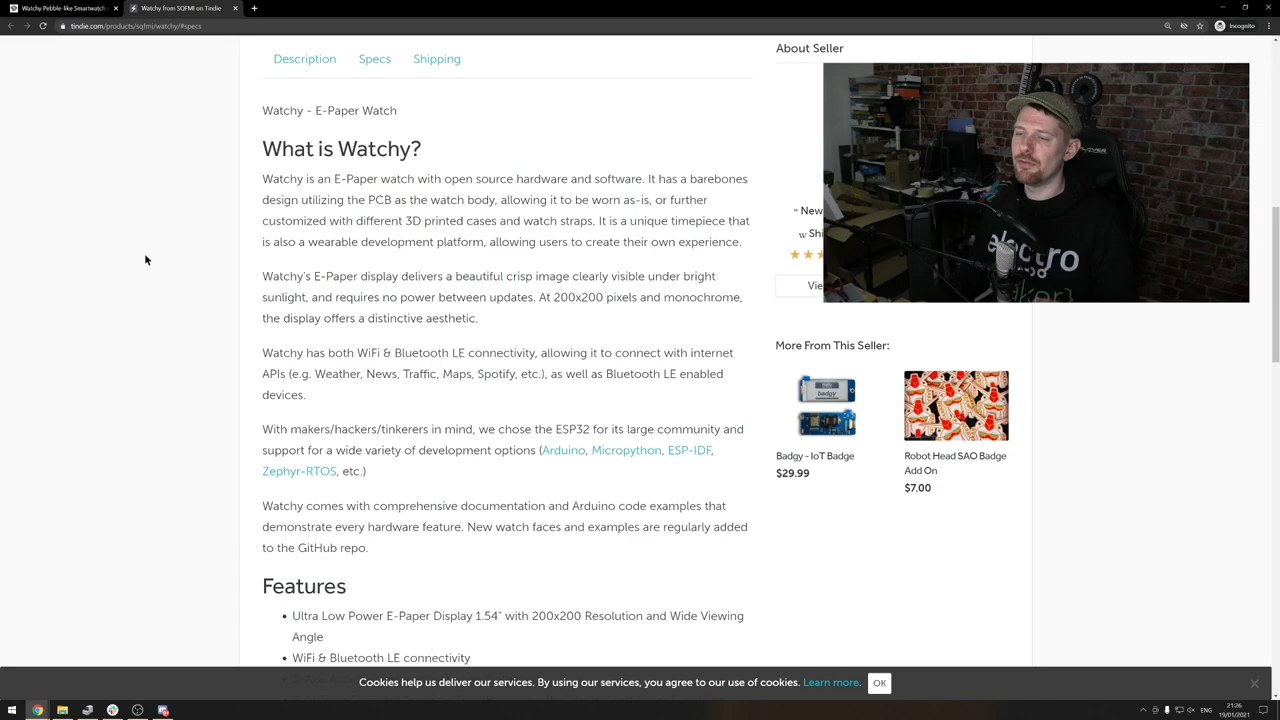 Watchy Pebble-like Smartwatch
Watchy from SQFMI on Tindie
tindie.com/products/sqfmi/watchy/#specs
Incognito
Description Specs Shipping
About Seller
Watchy - E-Paper Watch
What is Watchy?
Watchy is an E-Paper watch with open source hardware and software. It has a barebones
design utilizing the PCB as the watch body, allowing it to be worn as-is, or further
customized with different 3D printed cases and watch straps. It is a unique timepiece that
is also a wearable development platform, allowing users to create their own experience.
Watchy's E-Paper display delivers a beautiful crisp image clearly visible under bright
sunlight, and requires no power between updates. At 200x200 pixels and monochrome,
the display offers a distinctive aesthetic.
Watchy has both WiFi & Bluetooth LE connectivity, allowing it to connect with internet
APIs (e.g. Weather, News, Traffic, Maps, Spotify, etc.), as well as Bluetooth LE enabled
devices.
With makers/hackers/tinkerers in mind, we chose the ESP32 for its large community and
support for a wide variety of development options (Arduino, Micropython, ESP-IDF,
Zephyr-RTOS, etc.)
Watchy comes with comprehensive documentation and Arduino code examples that
demonstrate every hardware feature. New watch faces and examples are regularly added
to the GitHub repo.
Features
• Ultra Low Power E-Paper Display 1.54" with 200x200 Resolution and Wide Viewing
Angle
• WiFi & Bluetooth LE connectivity
" New
w Shi
Vie
More From This Seller:
badgy
Badgy - IoT Badge
$29.99
Robot Head SAO Badge
Add On
$7.00
Cookies help us deliver our services. By using our services, you agree to our use of cookies. Learn more. OK
ENG
21:26
19/01/2021